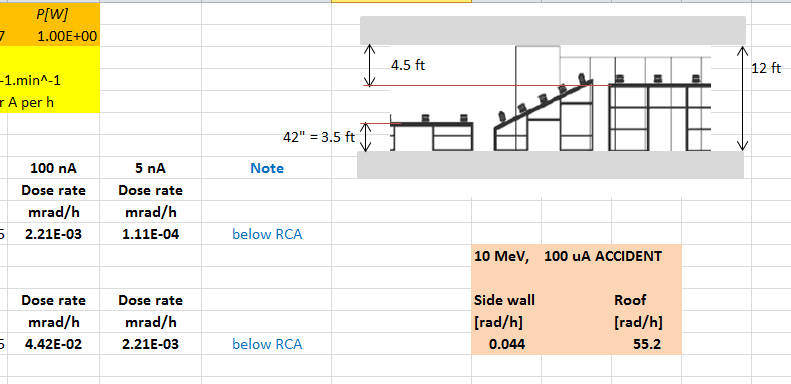 P[W]
7 1.00E+00
-1.min^-1
r A per h
4.5 ft
12 ft
42" = 3.5 ft
100 nA 5 nA Note
Dose rate Dose rate
mrad/h mrad/h
5 2.21E-03 1.11E-04 below RCA
10 MeV, 100 uA ACCIDENT
Dose rate Dose rate Side wall Roof
mrad/h mrad/h [rad/h] [rad/h]
5 4.42E-02 2.21E-03 below RCA 0.044 55.2